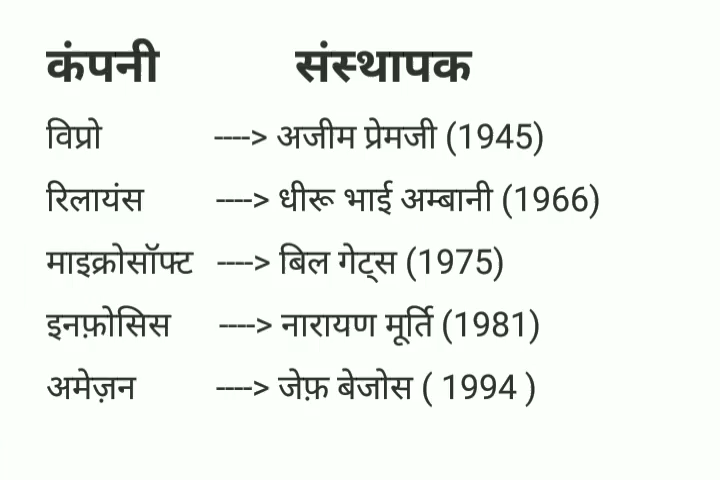 कंपनी संस्थापक
विप्रो ----> अजीम प्रेमजी (1945)
रिलायंस ----> धीरू भाई अम्बानी (1966)
माइक्रोसॉफ्ट ----> बिल गेट्स (1975)
इनफ़ोसिस ----> नारायण मूर्ति (1981)
अमेज़न ----> जेफ़ बेजोस ( 1994 )